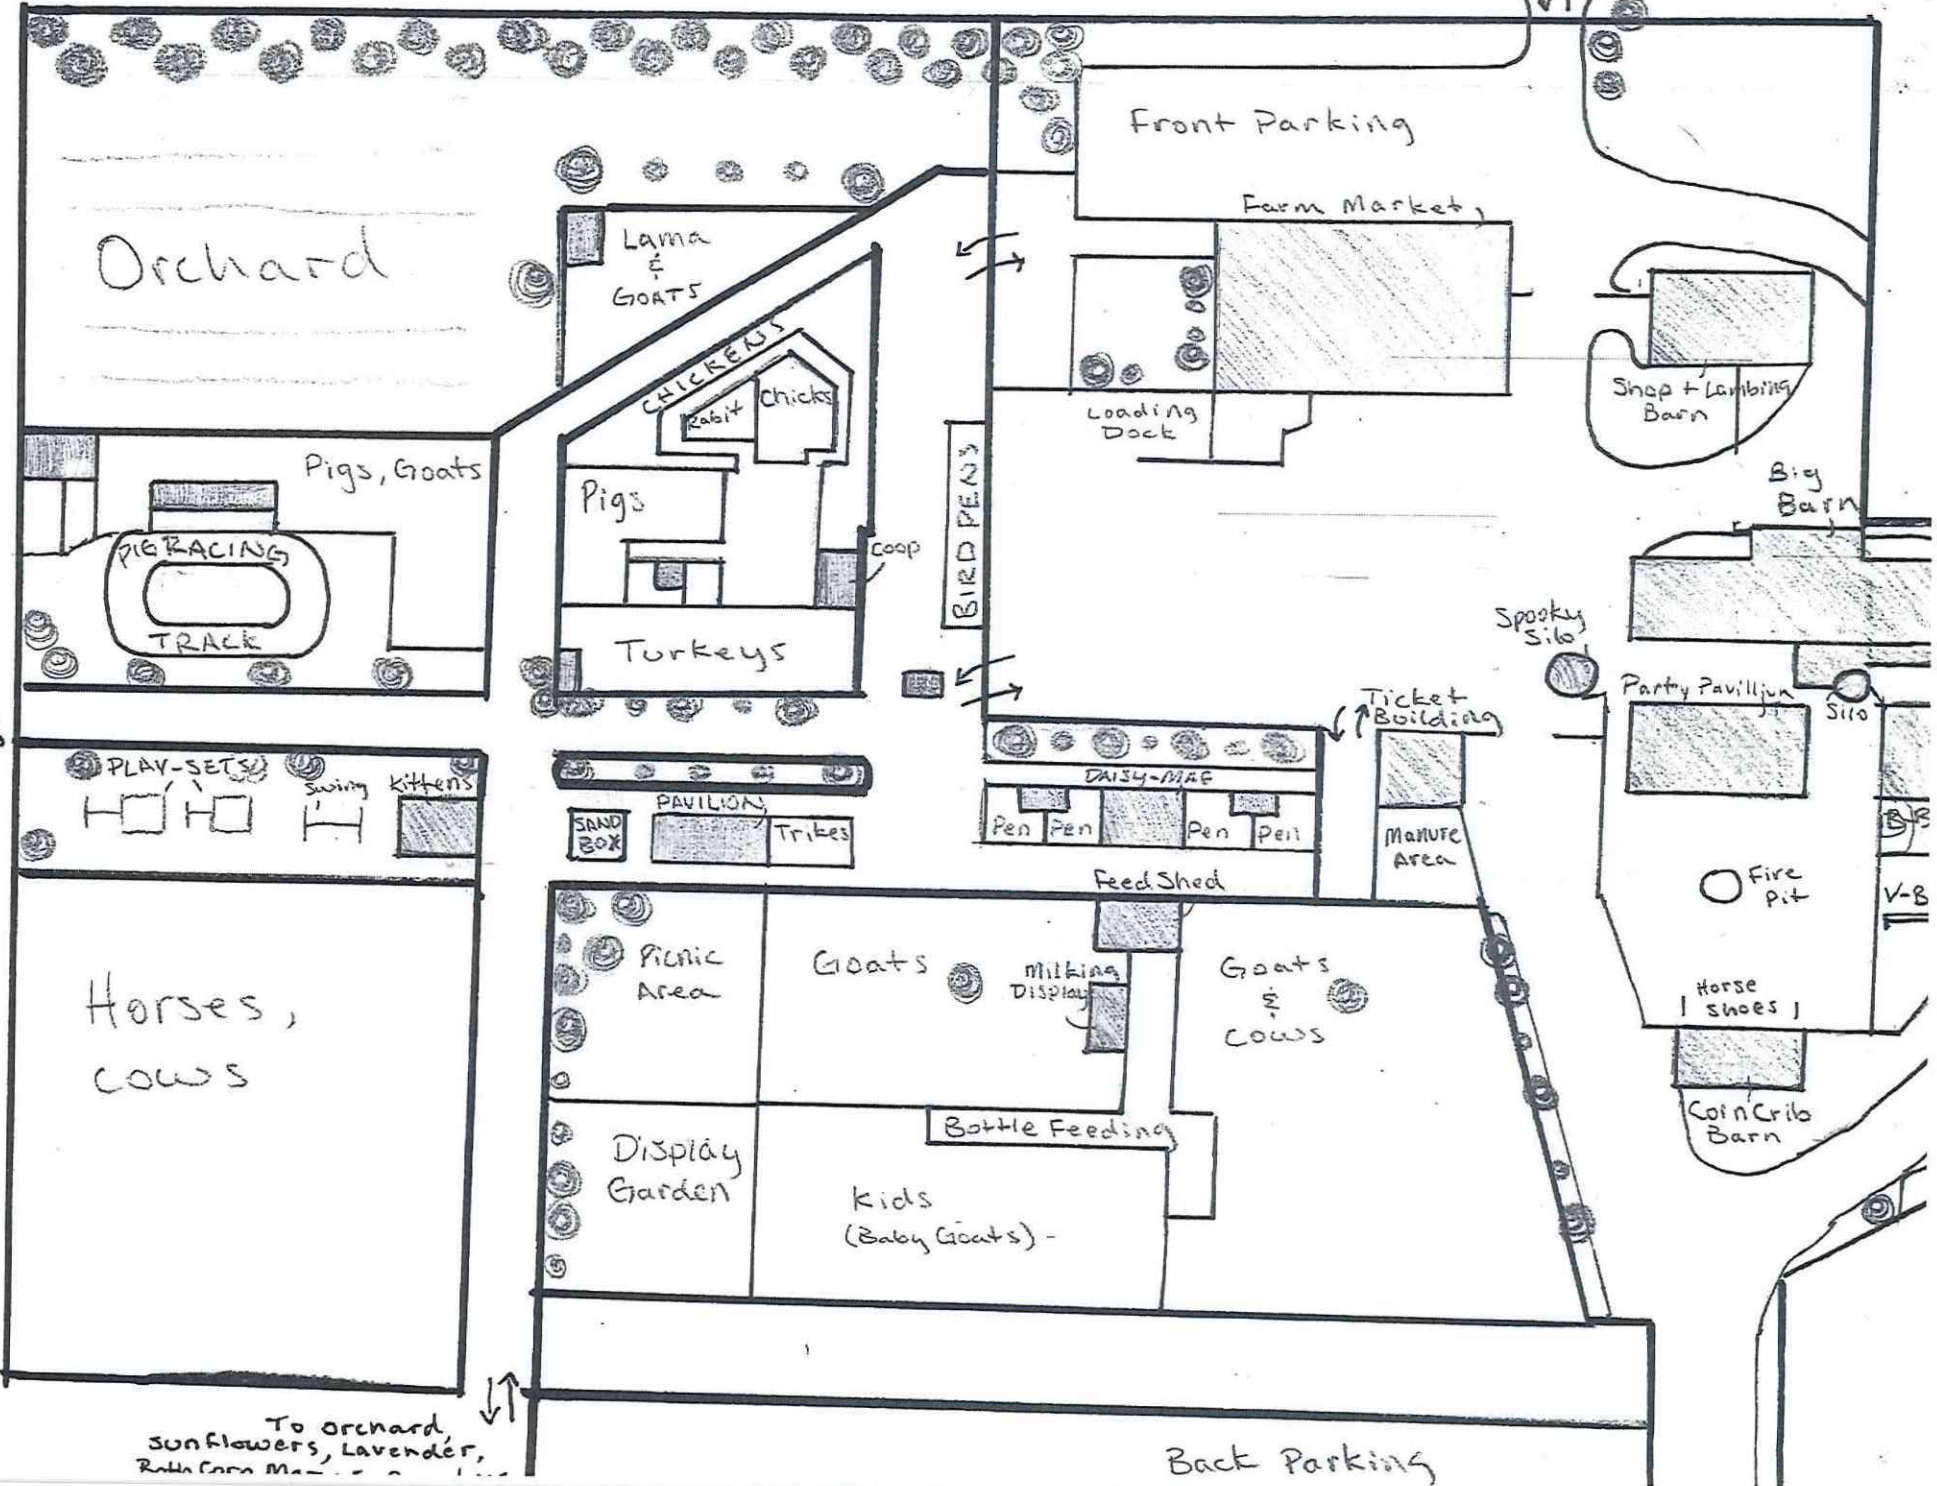 Front Parking
Farm Market
Orchard
Lama
&
GOATS
CHICKENS
Rabit
Chicks
Loading
Dock
Shop + Lambing
Barn
Pigs, Goats
Pigs
BIRD PENS
Big
Barn
PIG RACING
TRACK
COOP
Turkeys
Spooky
Silo
Ticket
Building
Party Pavilljun
Silo
PLAY-SETS
Swing
Kittens
PAVILION
SAND
BOX
Trikes
DAISY-MAE
Pen
Pen
Pen
Pen
Manure
Area
Feed Shed
Fire
Pit
V-B
Picnic
Area
Goats
Milking
Display
Goats
&
Cows
Horse
Shoes
Horses,
Cows
Bottle Feeding
Corn Crib
Barn
Display
Garden
Kids
(Baby Goats)
To orchard,
Sunflowers, Lavender,
Back Parking